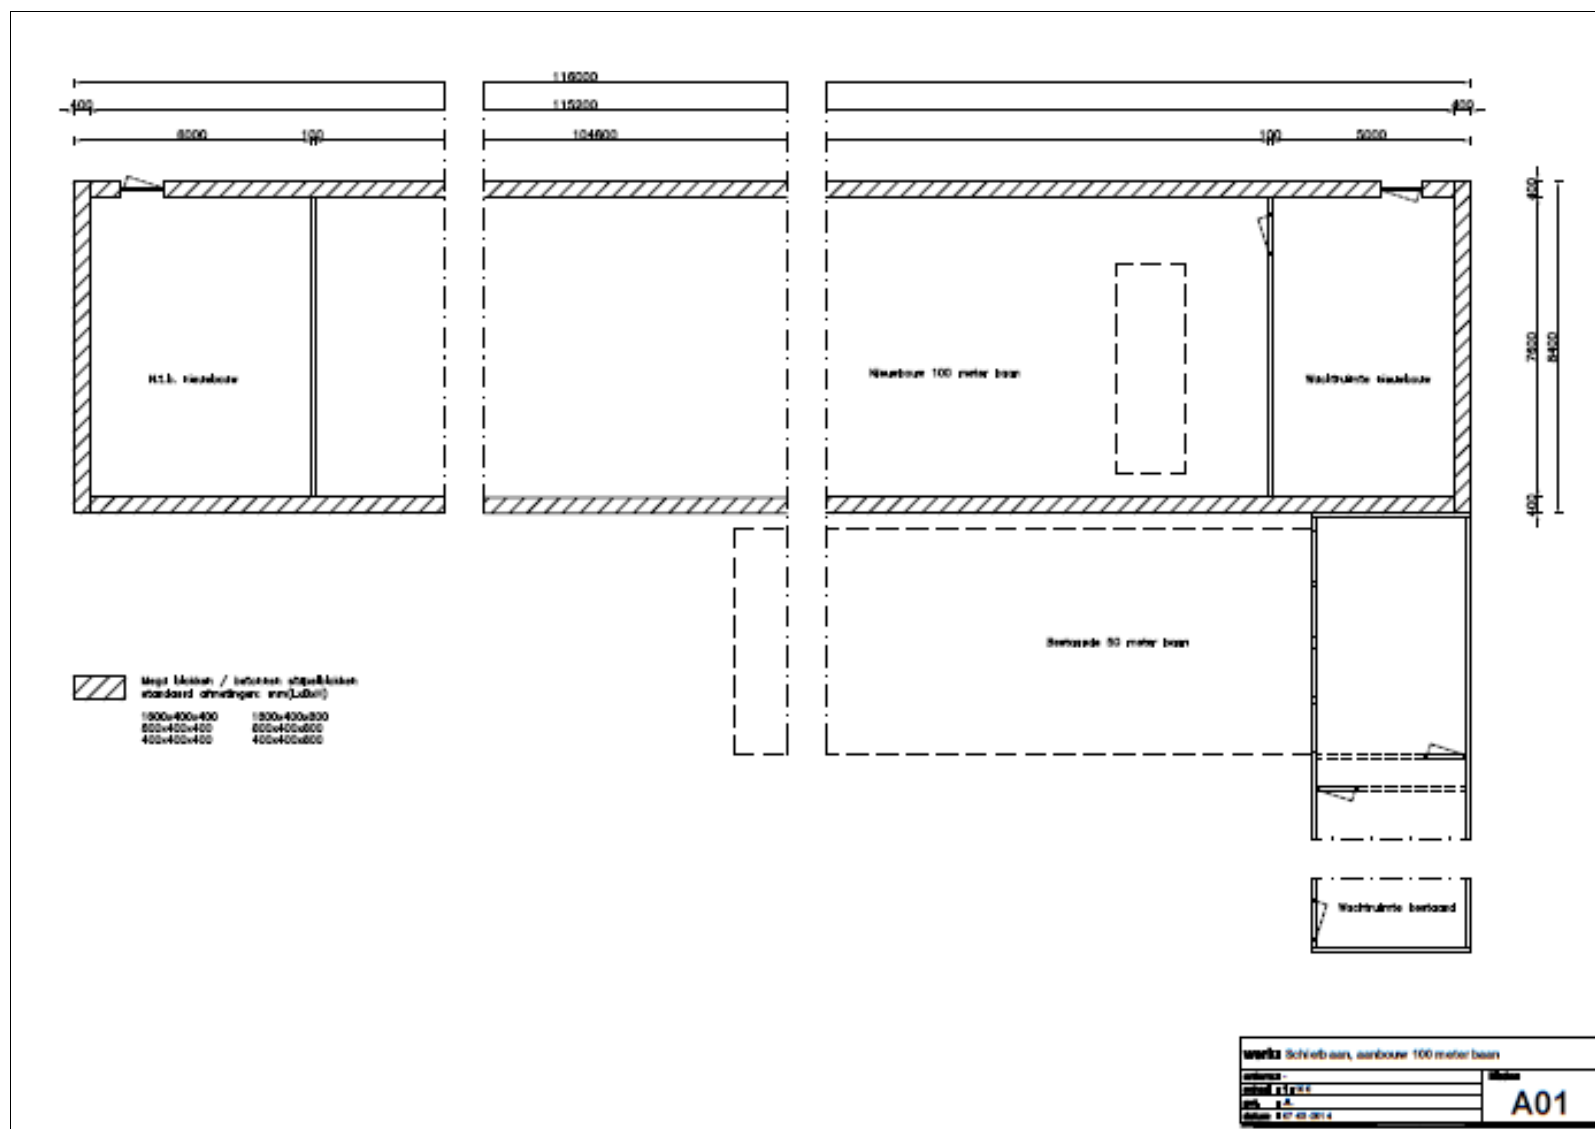 116000
400 115200 400
6000 100 104600 100 5000
400
7600
8400
400
N.t.b. nieuwbouw
Nieuwbouw 100 meter baan
Wachtruimte nieuwbouw
Bestaande 50 meter baan
Mega blokken / betonnen stapelblokken
standaard afmetingen: mm(LxBxH)
1600x400x400
800x400x400 800x400x800
400x400x400 400x400x800
Wachtruimte bestaand
werk: Schietbaan, aanbouw 100 meter baan
A01